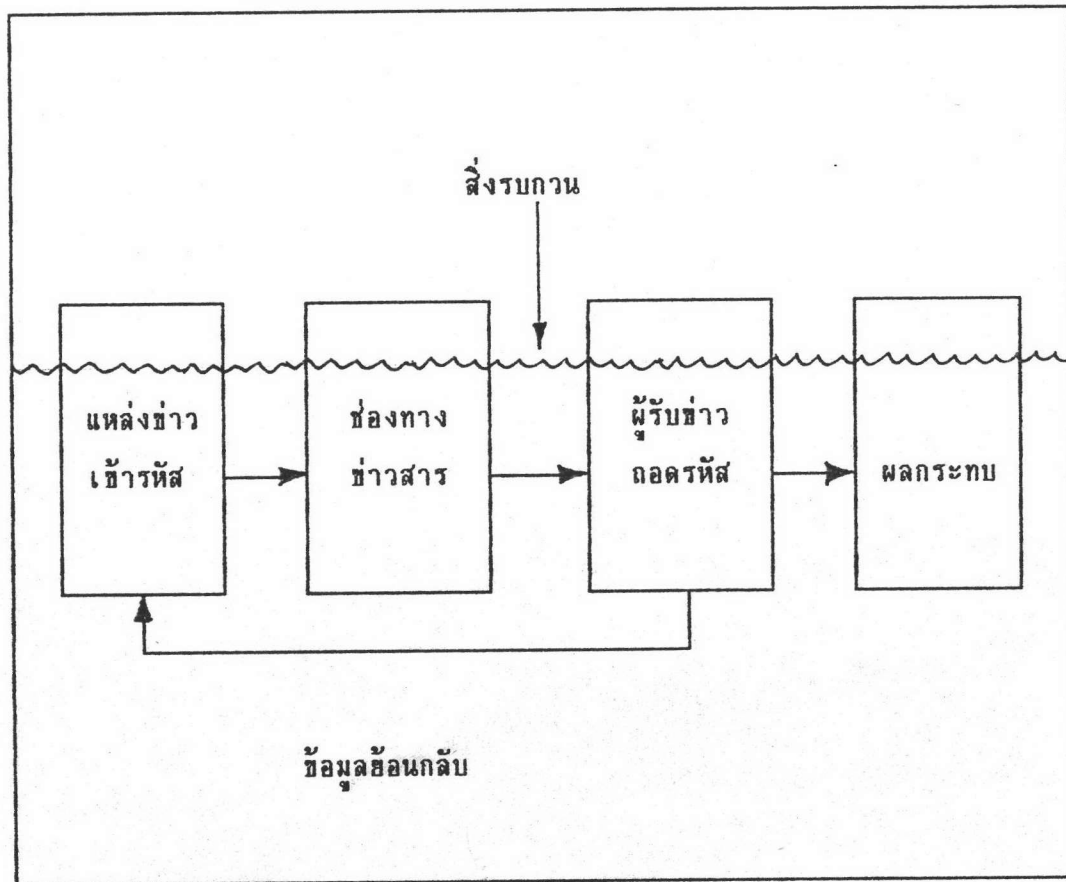 สิ่งรบกวน
แหล่งข่าว
เข้ารหัส
ช่องทาง
ข่าวสาร
ผู้รับข่าว
ถอดรหัส
ผลกระทบ
ข้อมูลย้อนกลับ